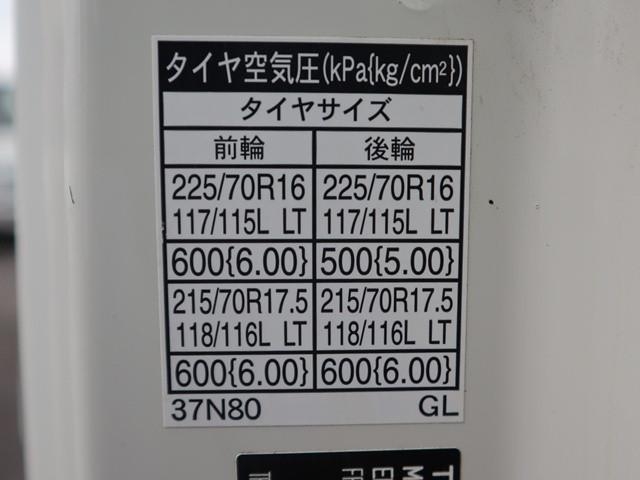 タイヤ空気圧(kPa{kg/cm²})
タイヤサイズ
前輪 後輪
225/70R16 225/70R16
117/115L LT 117/115L LT
600{6.00} 500{5.00}
215/70R17.5 215/70R17.5
118/116L LT 118/116L LT
600{6.00} 600{6.00}
37N80 GL